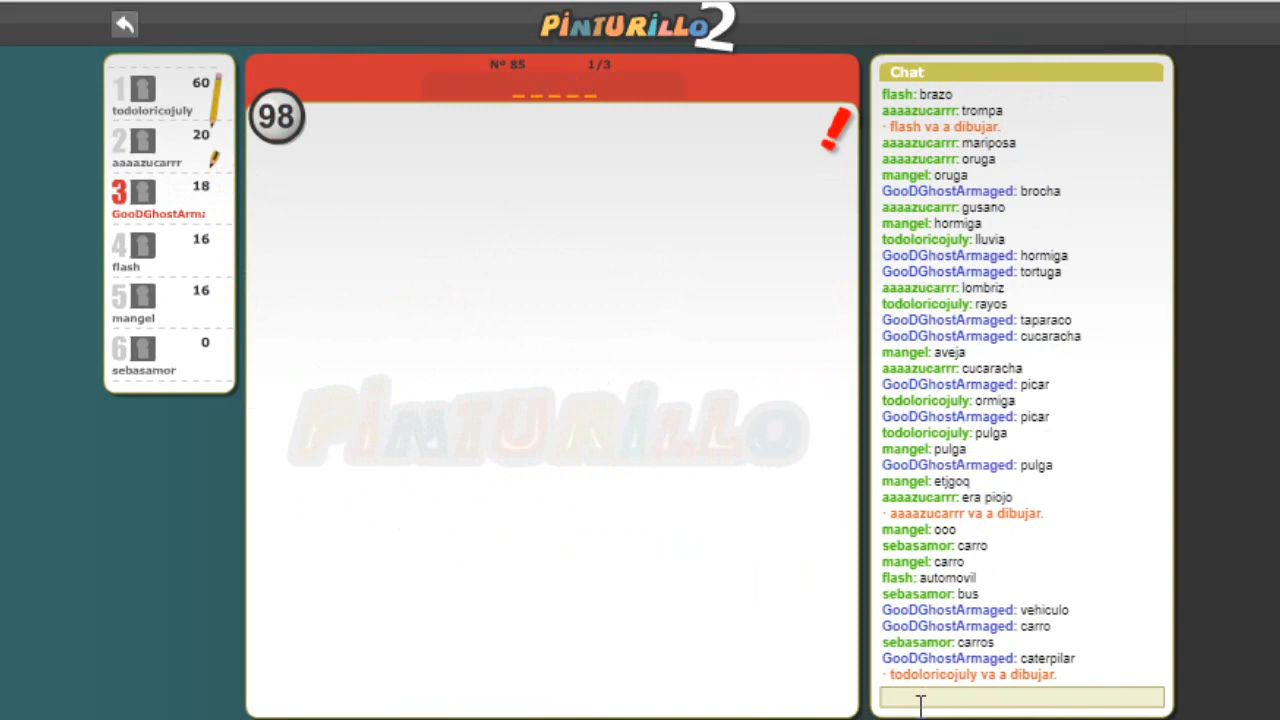 PINTURILLO2
Nº 85 1/3
_ _ _ _ _
98
1 60
todoloricojuly
2 20
aaaazucarrr
3 18
GooDGhostArma
4 16
flash
5 16
mangel
6 0
sebasamor
PINTURILLO
Chat
flash: brazo
aaaazucarrr: trompa
· flash va a dibujar.
aaaazucarrr: mariposa
aaaazucarrr: oruga
mangel: oruga
GooDGhostArmaged: brocha
aaaazucarrr: gusano
mangel: hormiga
todoloricojuly: lluvia
GooDGhostArmaged: hormiga
GooDGhostArmaged: tortuga
aaaazucarrr: lombriz
todoloricojuly: rayos
GooDGhostArmaged: taparaco
GooDGhostArmaged: cucaracha
mangel: aveja
aaaazucarrr: cucaracha
GooDGhostArmaged: picar
todoloricojuly: ormiga
GooDGhostArmaged: picar
todoloricojuly: pulga
mangel: pulga
GooDGhostArmaged: pulga
mangel: etjgoq
aaaazucarrr: era piojo
· aaaazucarrr va a dibujar.
mangel: ooo
sebasamor: carro
mangel: carro
flash: automovil
sebasamor: bus
GooDGhostArmaged: vehiculo
GooDGhostArmaged: carro
sebasamor: carros
GooDGhostArmaged: caterpilar
· todoloricojuly va a dibujar.